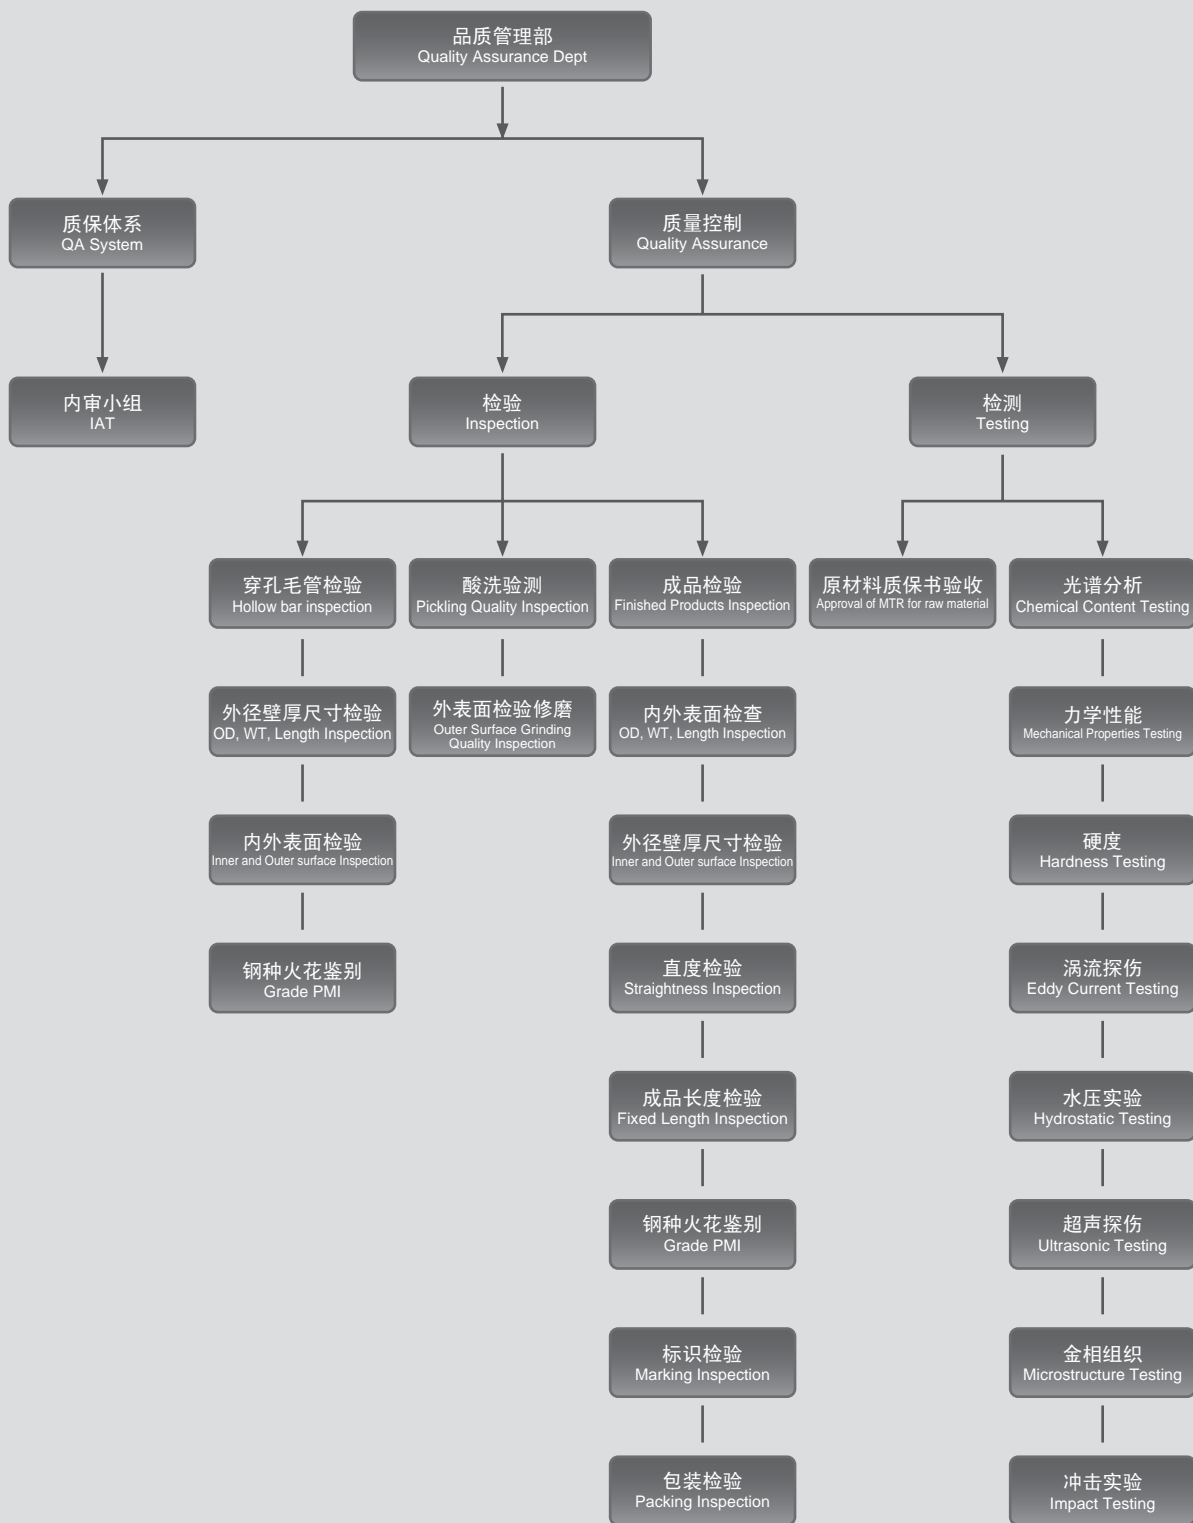 品质管理部
Quality Assurance Dept
质保体系
QA System
质量控制
Quality Assurance
内审小组
IAT
检验
Inspection
检测
Testing
穿孔毛管检验
Hollow bar inspection
酸洗验测
Pickling Quality Inspection
成品检验
Finished Products Inspection
原材料质保书验收
Approval of MTR for raw material
光谱分析
Chemical Content Testing
外径壁厚尺寸检验
OD, WT, Length Inspection
外表面检验修磨
Outer Surface Grinding
Quality Inspection
内外表面检查
OD, WT, Length Inspection
力学性能
Mechanical Properties Testing
内外表面检验
Inner and Outer surface Inspection
外径壁厚尺寸检验
Inner and Outer surface Inspection
硬度
Hardness Testing
钢种火花鉴别
Grade PMI
直度检验
Straightness Inspection
涡流探伤
Eddy Current Testing
成品长度检验
Fixed Length Inspection
水压实验
Hydrostatic Testing
钢种火花鉴别
Grade PMI
超声探伤
Ultrasonic Testing
标识检验
Marking Inspection
金相组织
Microstructure Testing
包装检验
Packing Inspection
冲击实验
Impact Testing